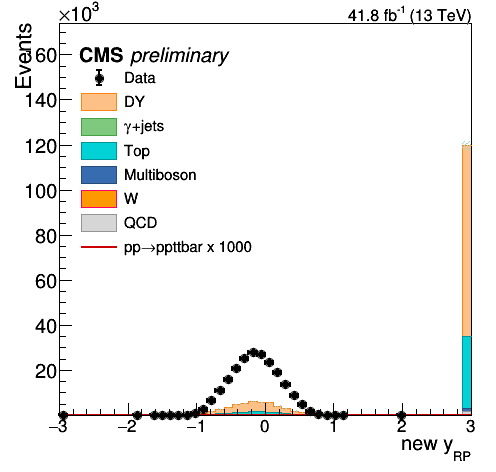 ×10³
41.8 fb⁻¹ (13 TeV)
Events
CMS preliminary
Data
DY
γ+jets
Top
Multiboson
W
QCD
pp→ppttbar x 1000
160
140
120
100
80
60
40
20
−3 −2 −1 0 1 2 3
new y_RP